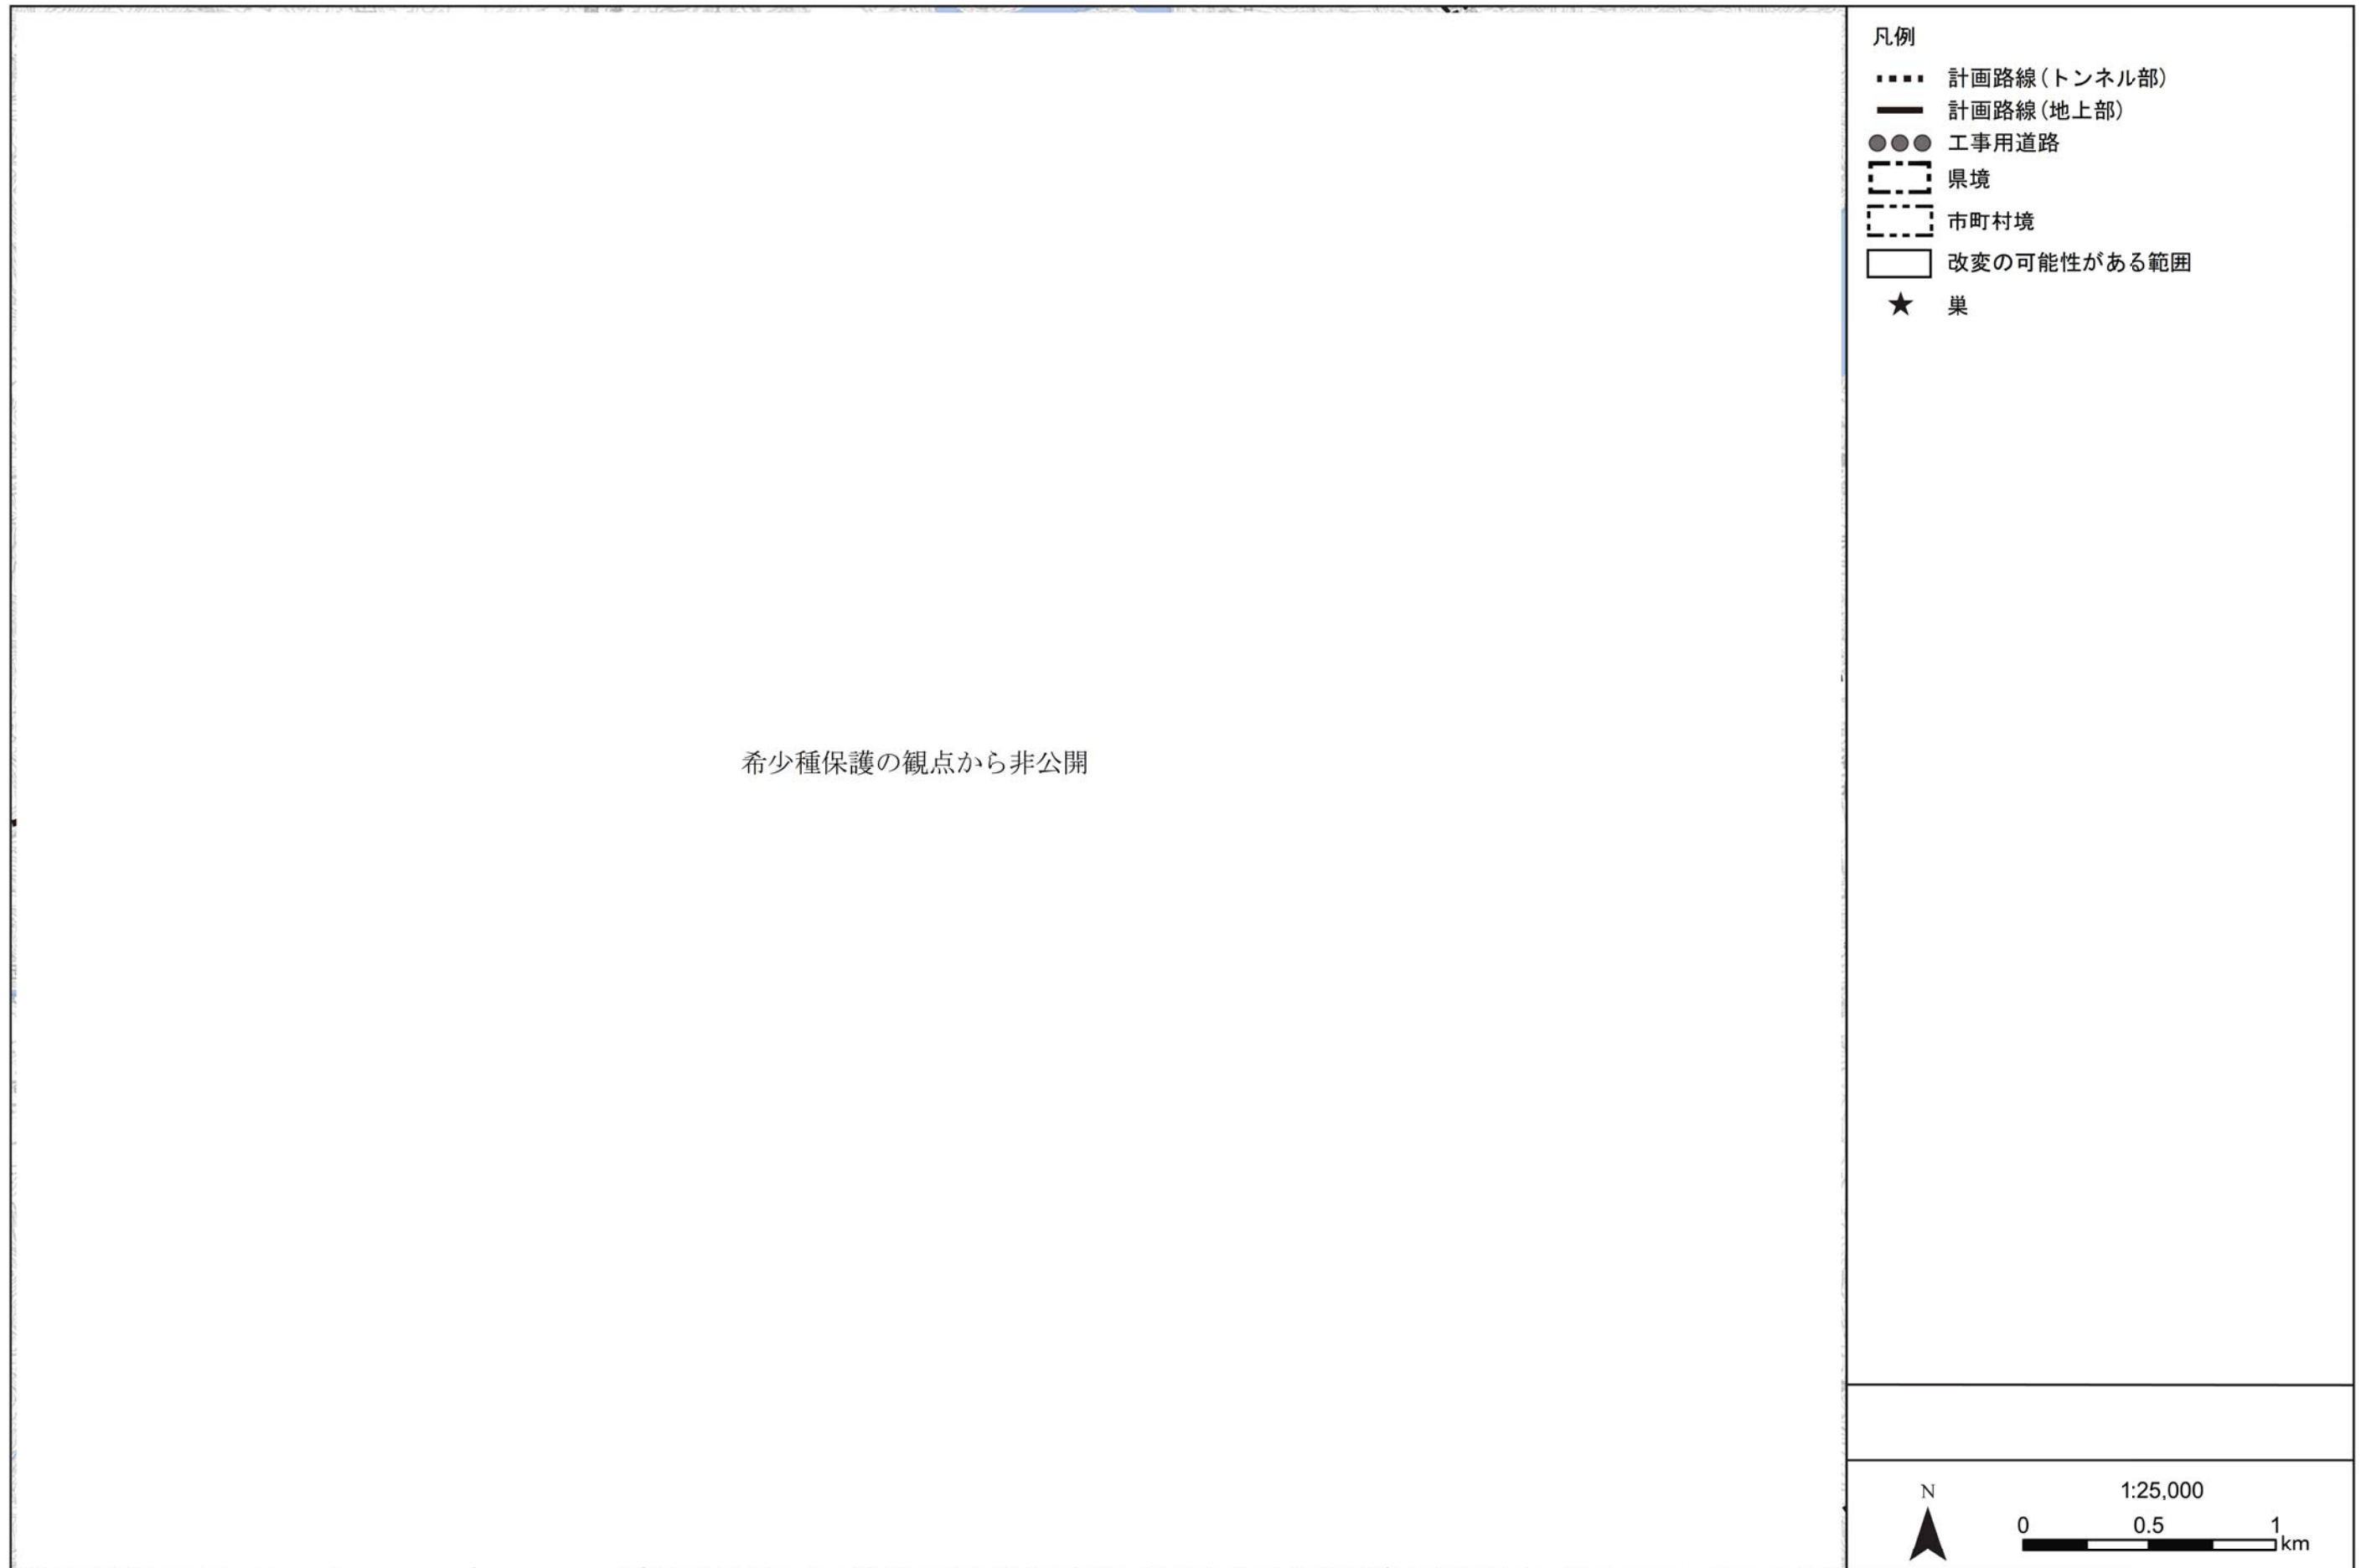 希少種保護の観点から非公開
凡例
計画路線（トンネル部）
計画路線（地上部）
工事用道路
県境
市町村境
改変の可能性がある範囲
巣
N
1:25,000
0 0.5 1
km